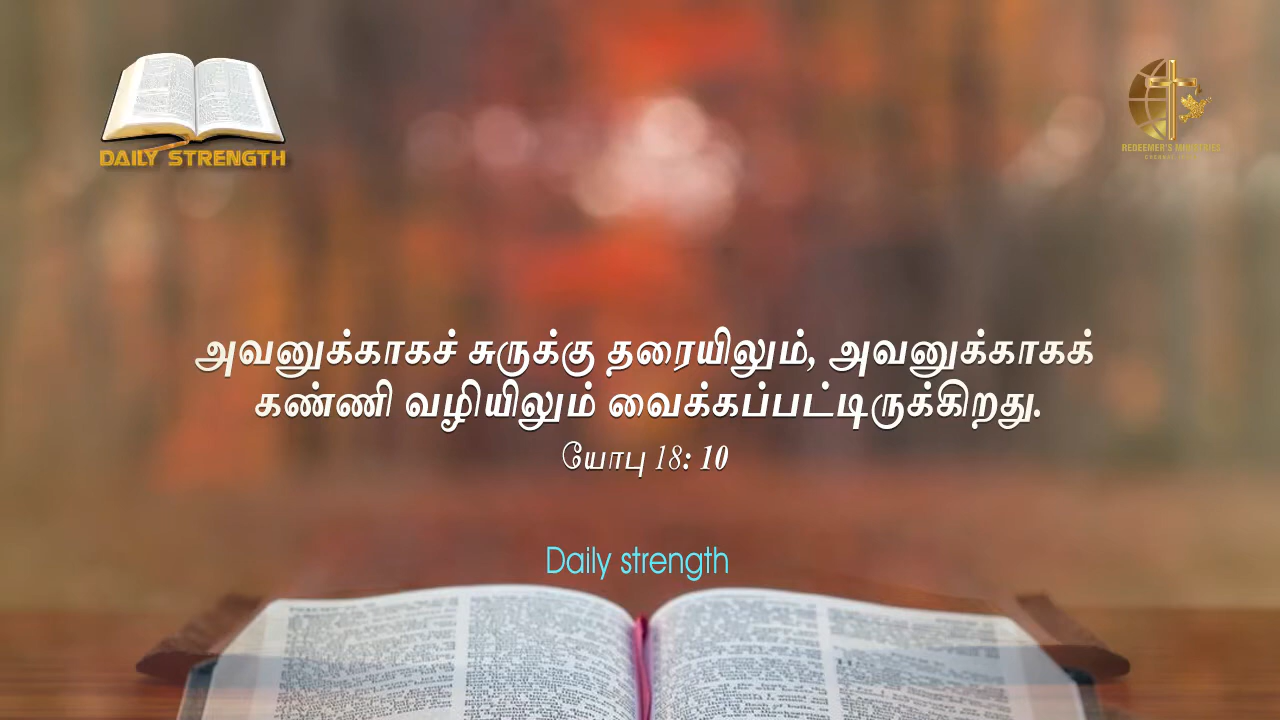 DAILY STRENGTH
REDEEMER'S MINISTRIES
அவனுக்காகச் சுருக்கு தரையிலும், அவனுக்காகக்
கண்ணி வழியிலும் வைக்கப்பட்டிருக்கிறது.
யோபு 18: 10
Daily strength